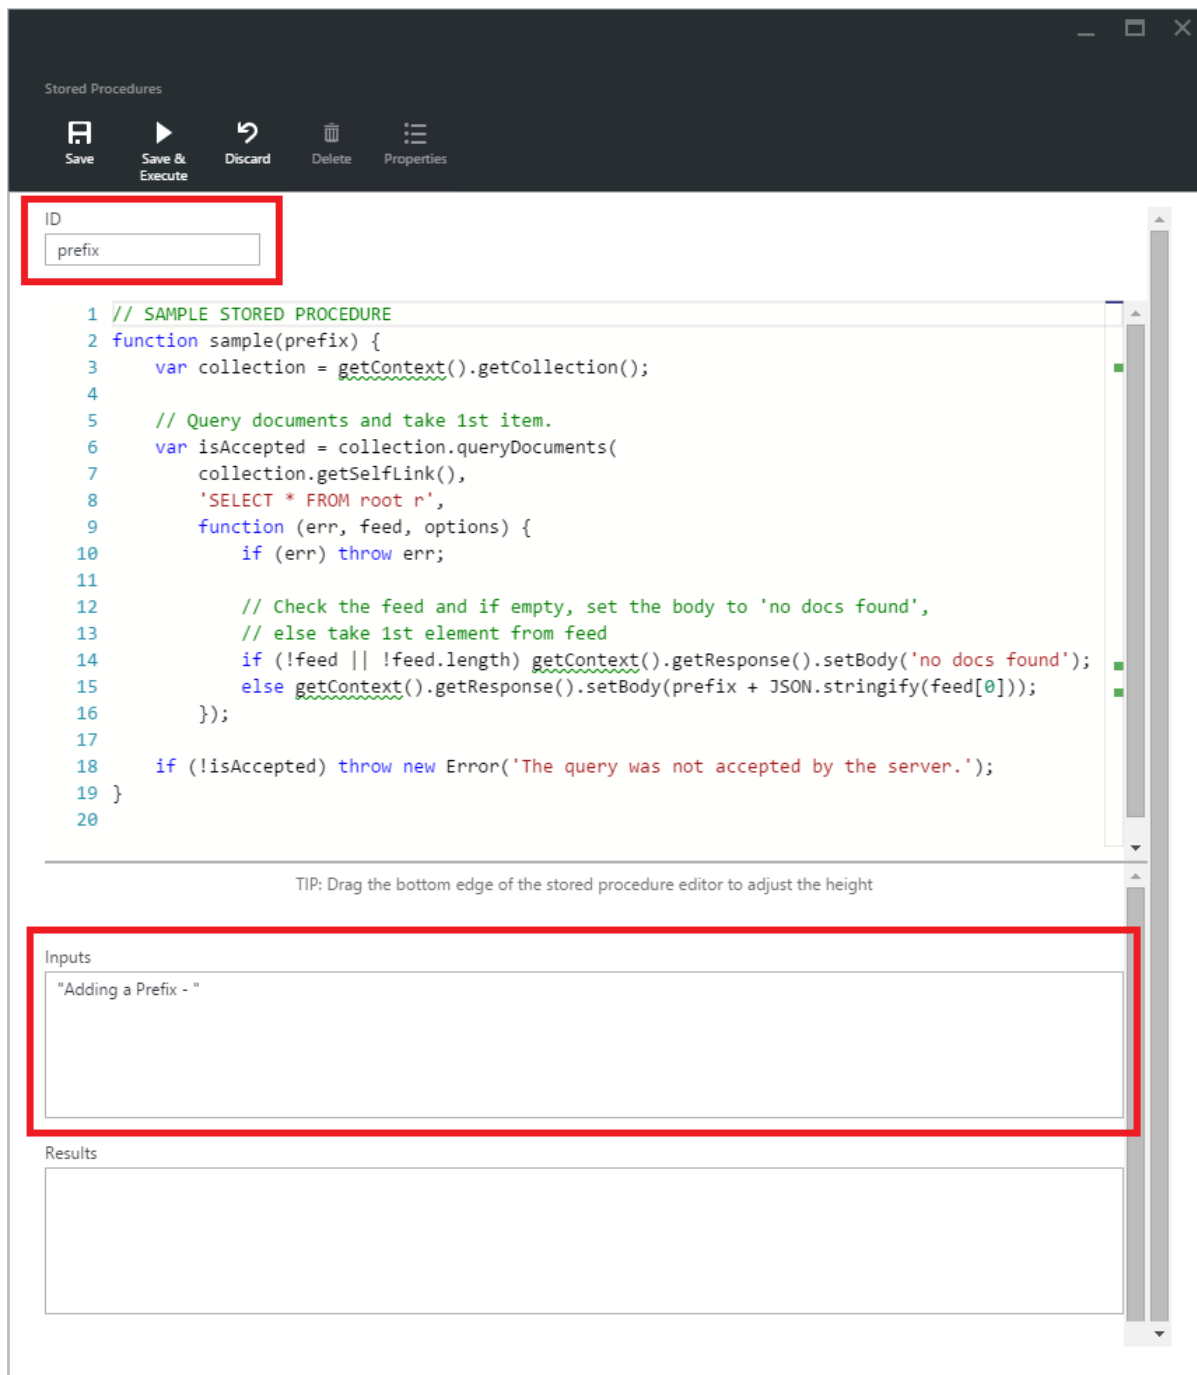 Stored Procedures
Save
Save & Execute
Discard
Delete
Properties
ID
prefix
1 // SAMPLE STORED PROCEDURE
2 function sample(prefix) {
3     var collection = getContext().getCollection();
4
5     // Query documents and take 1st item.
6     var isAccepted = collection.queryDocuments(
7         collection.getSelfLink(),
8         'SELECT * FROM root r',
9         function (err, feed, options) {
10             if (err) throw err;
11
12             // Check the feed and if empty, set the body to 'no docs found',
13             // else take 1st element from feed
14             if (!feed || !feed.length) getContext().getResponse().setBody('no docs found');
15             else getContext().getResponse().setBody(prefix + JSON.stringify(feed[0]));
16         });
17
18     if (!isAccepted) throw new Error('The query was not accepted by the server.');
19 }
20
TIP: Drag the bottom edge of the stored procedure editor to adjust the height
Inputs
"Adding a Prefix - "
Results